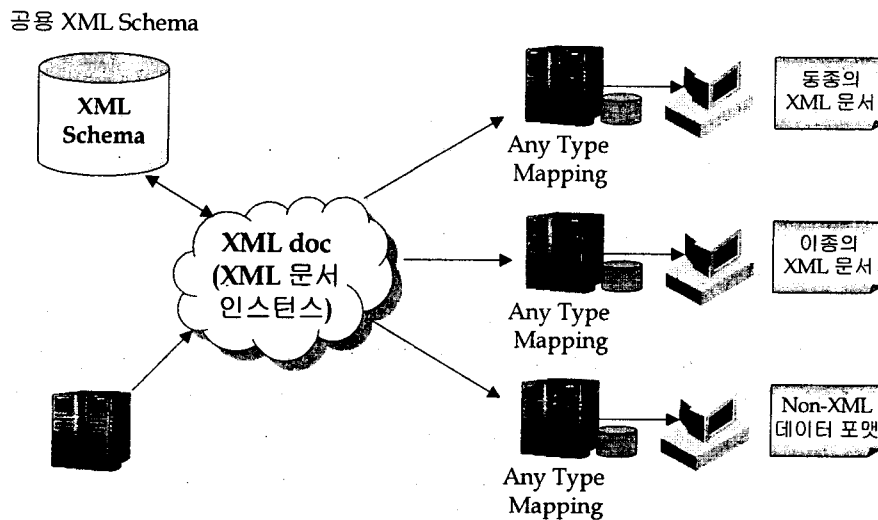 공용 XML Schema
XML
Schema
XML doc
(XML 문서
인스턴스)
Any Type
Mapping
동종의
XML 문서
Any Type
Mapping
이종의
XML 문서
Any Type
Mapping
Non-XML
데이터 포맷